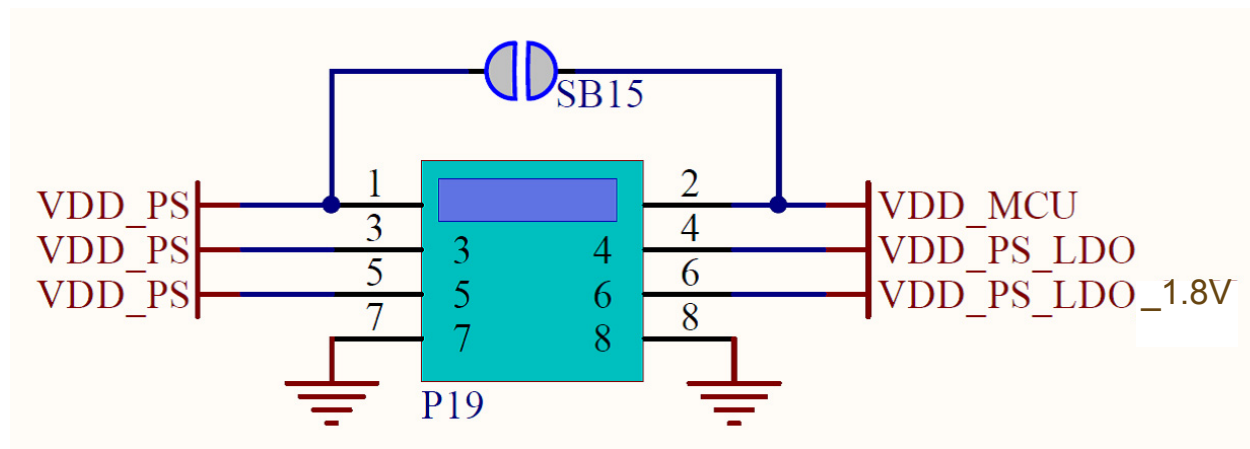 SB15
VDD_PS 1 2 VDD_MCU
VDD_PS 3 3 4 4 VDD_PS_LDO
VDD_PS 5 5 6 6 VDD_PS_LDO_1.8V
7 7 8 8
P19